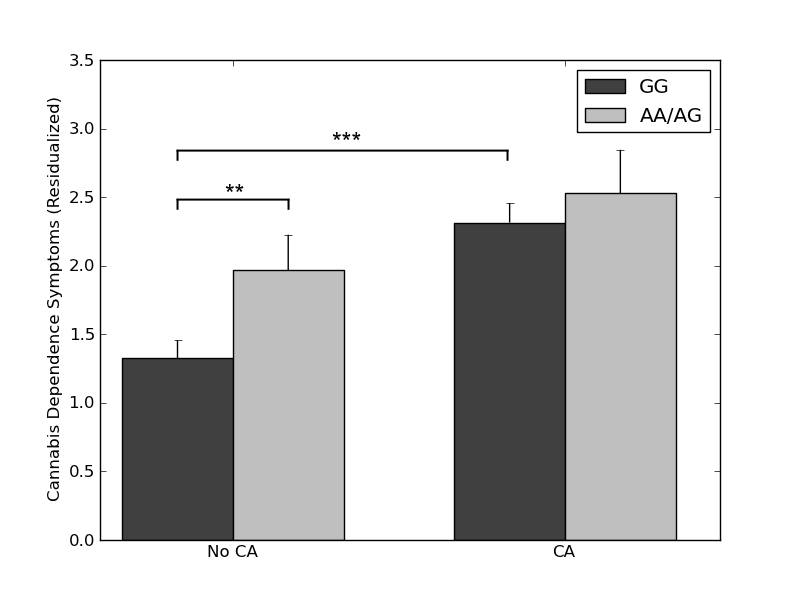 3.5
3.0
2.5
2.0
1.5
1.0
0.5
0.0
Cannabis Dependence Symptoms (Residualized)
GG
AA/AG
***
**
No CA
CA